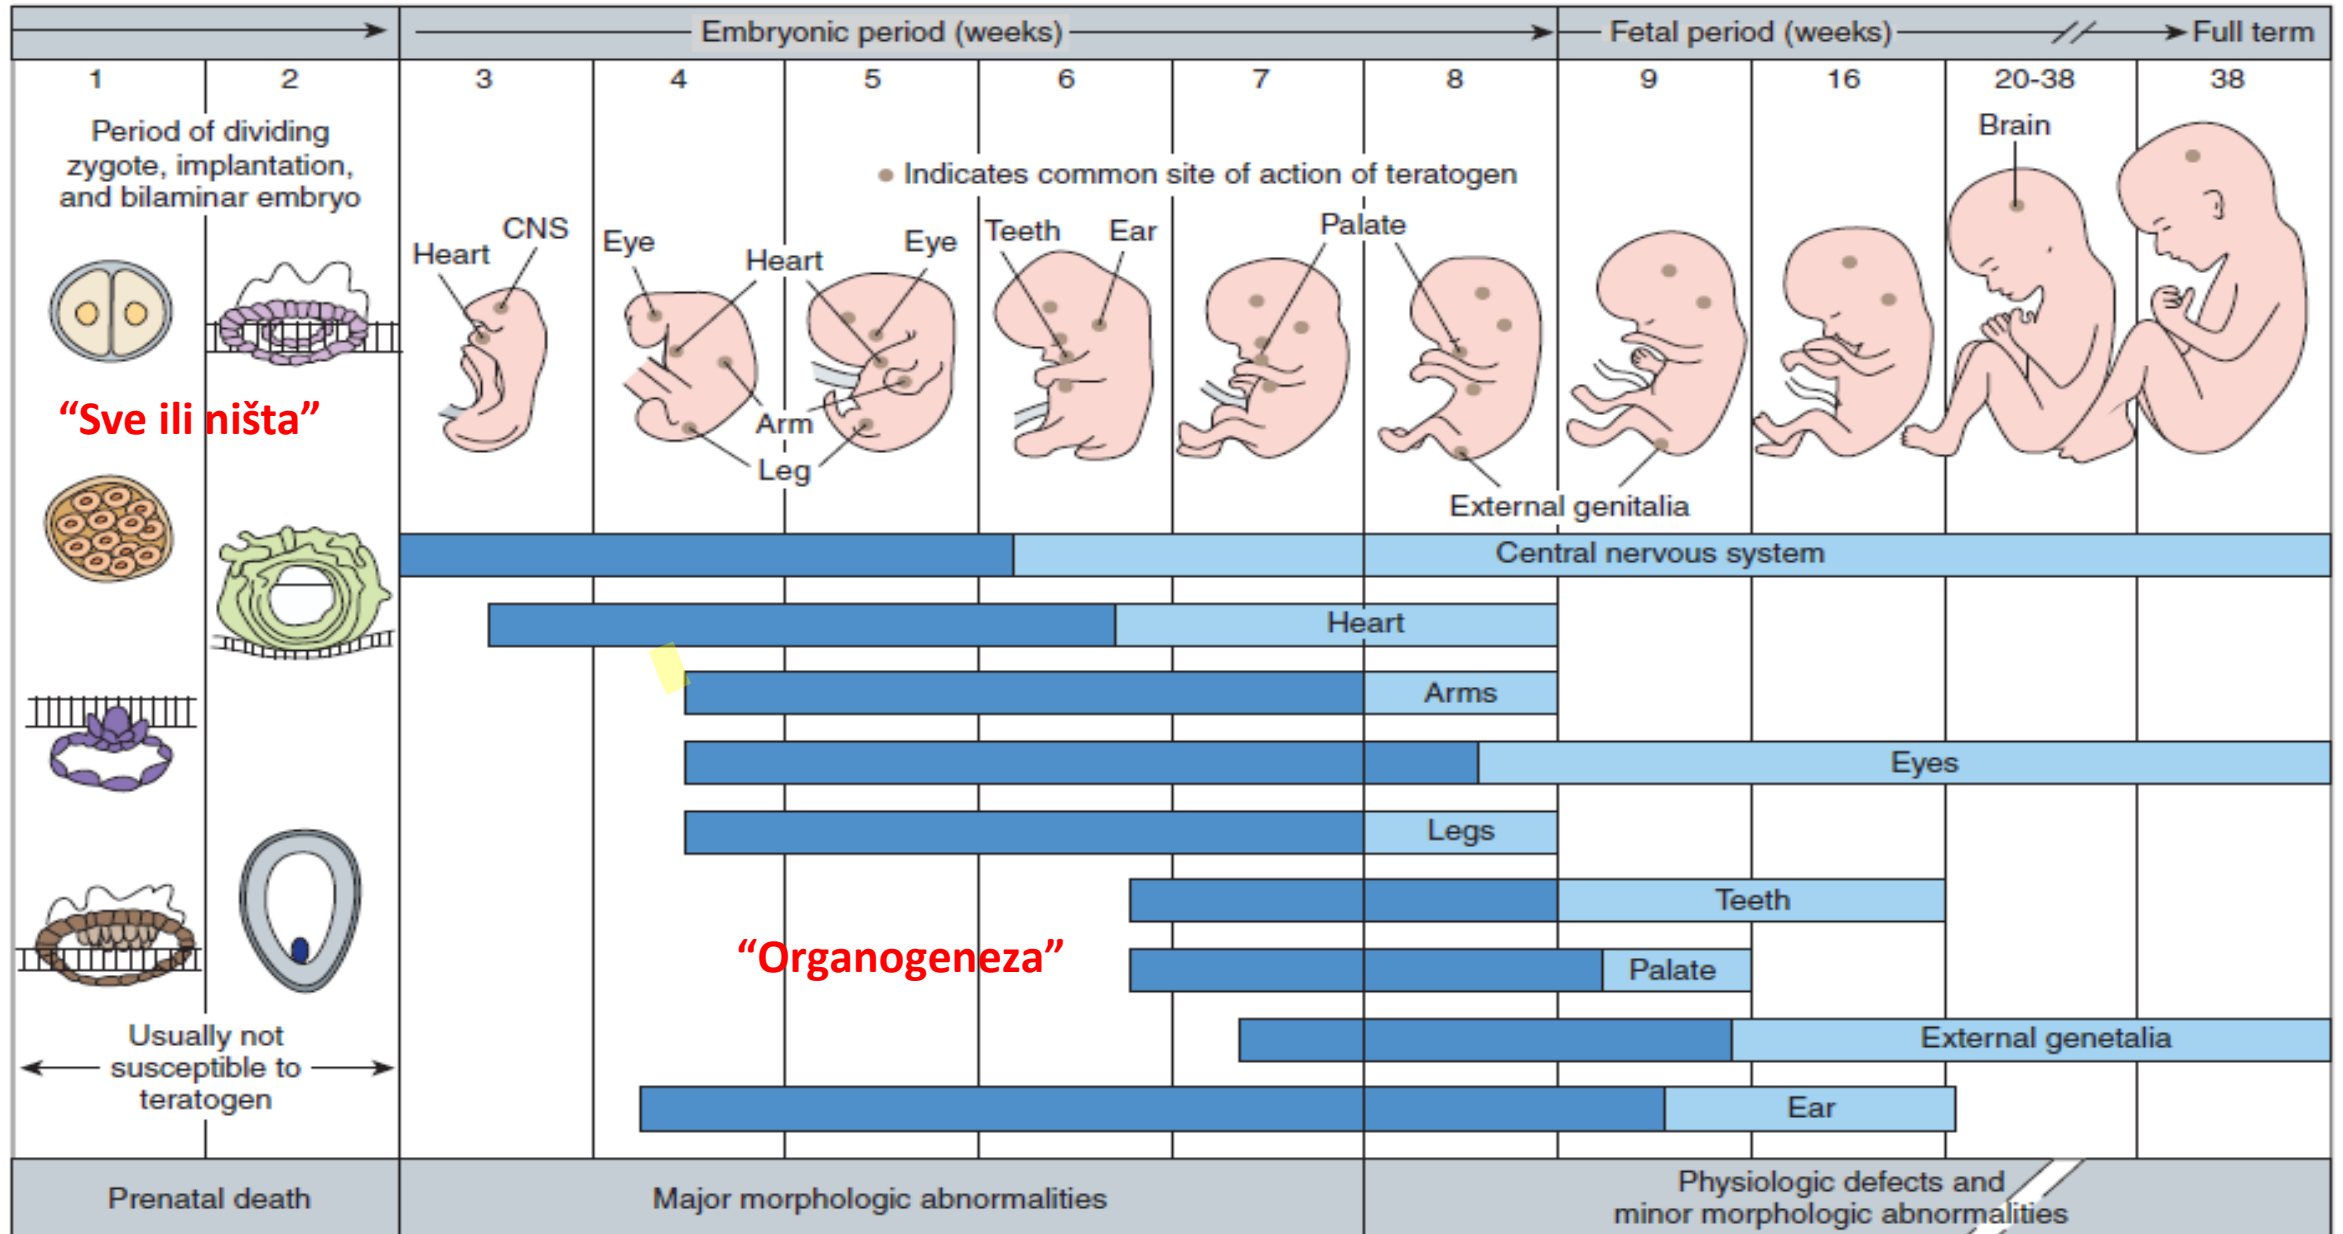 Embryonic period (weeks)
Fetal period (weeks)
Full term
1
2
3
4
5
6
7
8
9
16
20-38
38
Period of dividing
zygote, implantation,
and bilaminar embryo
Indicates common site of action of teratogen
Brain
Heart
CNS
Eye
Heart
Eye
Teeth
Ear
Palate
“Sve ili ništa”
Arm
Leg
External genitalia
Central nervous system
Heart
Arms
Eyes
Legs
Teeth
“Organogeneza”
Palate
External genetalia
Ear
Usually not
susceptible to
teratogen
Prenatal death
Major morphologic abnormalities
Physiologic defects and
minor morphologic abnormalities